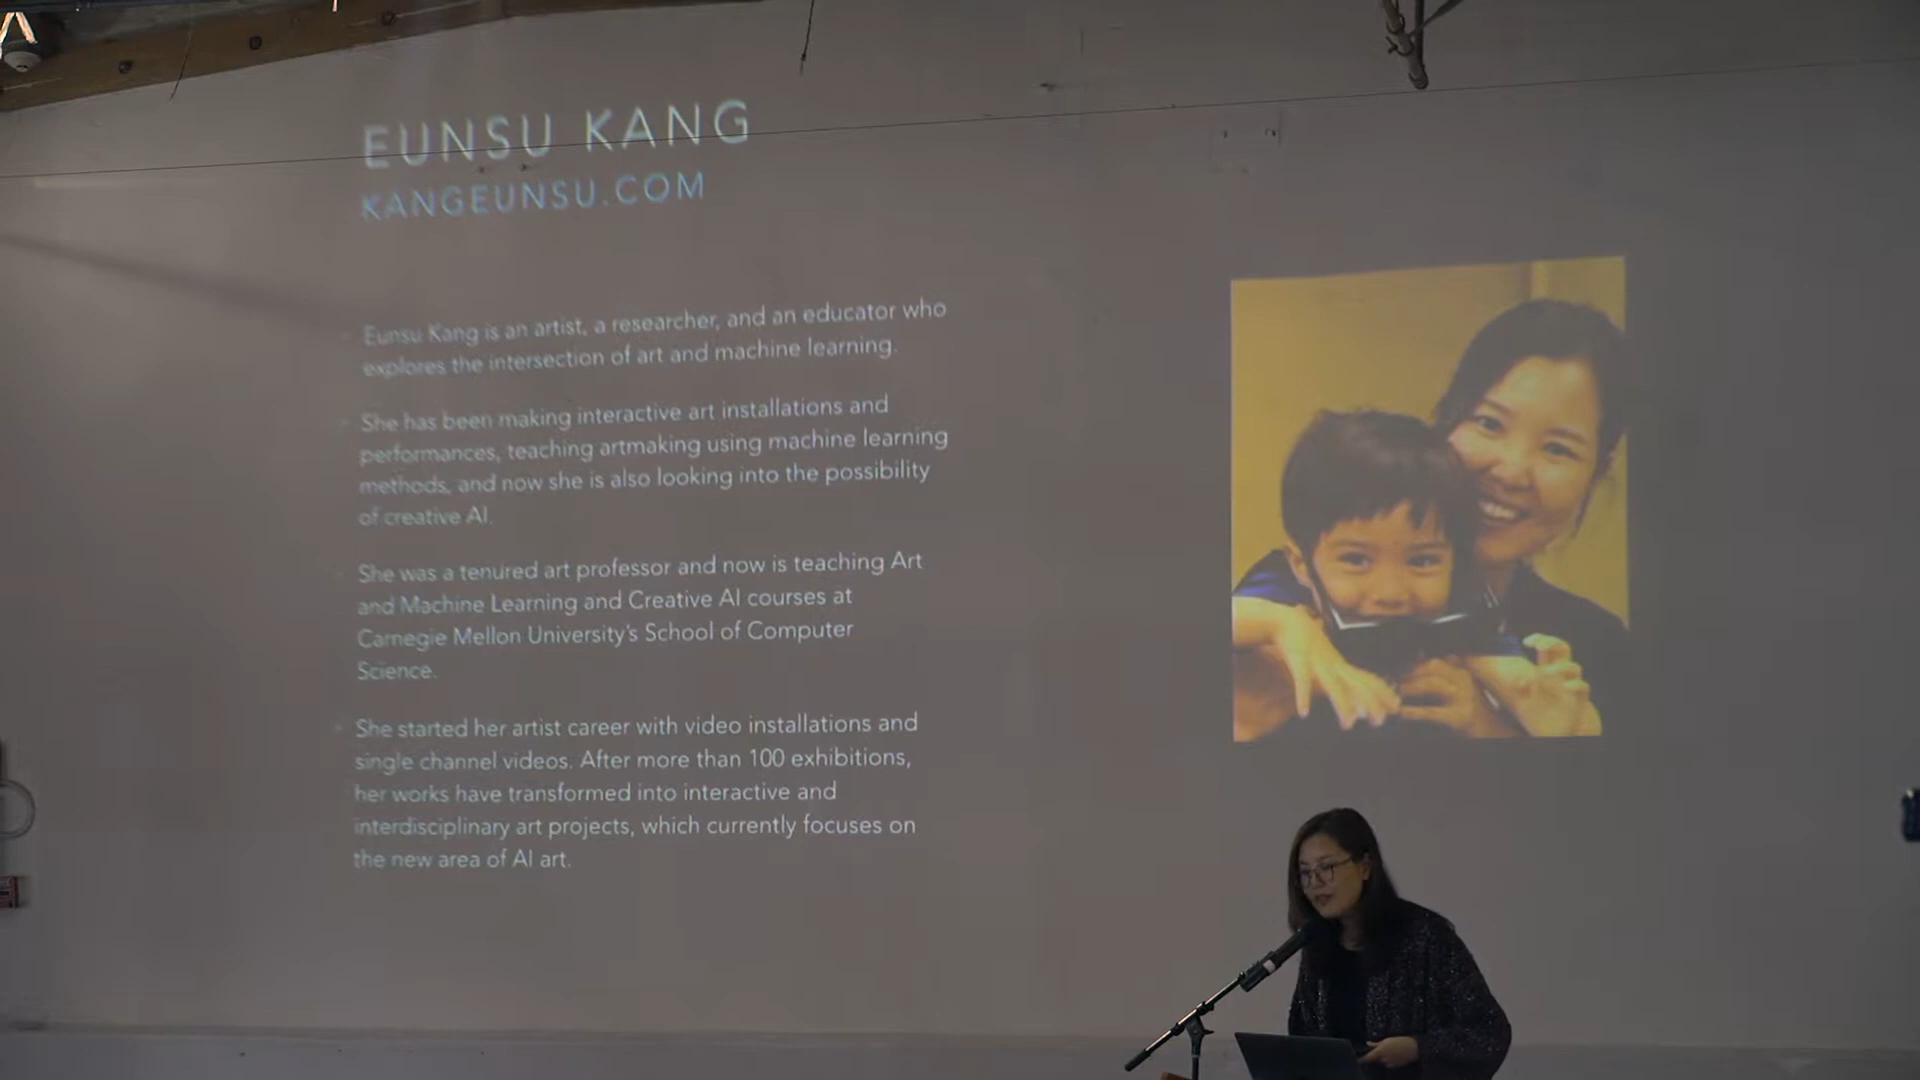 EUNSU KANG
KANGEUNSU.COM
Eunsu Kang is an artist, a researcher, and an educator who
explores the intersection of art and machine learning.
She has been making interactive art installations and
performances, teaching artmaking using machine learning
methods, and now she is also looking into the possibility
of creative AI.
She was a tenured art professor and now is teaching Art
and Machine Learning and Creative AI courses at
Carnegie Mellon University's School of Computer
Science.
She started her artist career with video installations and
single channel videos. After more than 100 exhibitions,
her works have transformed into interactive and
interdisciplinary art projects, which currently focuses on
the new area of AI art.